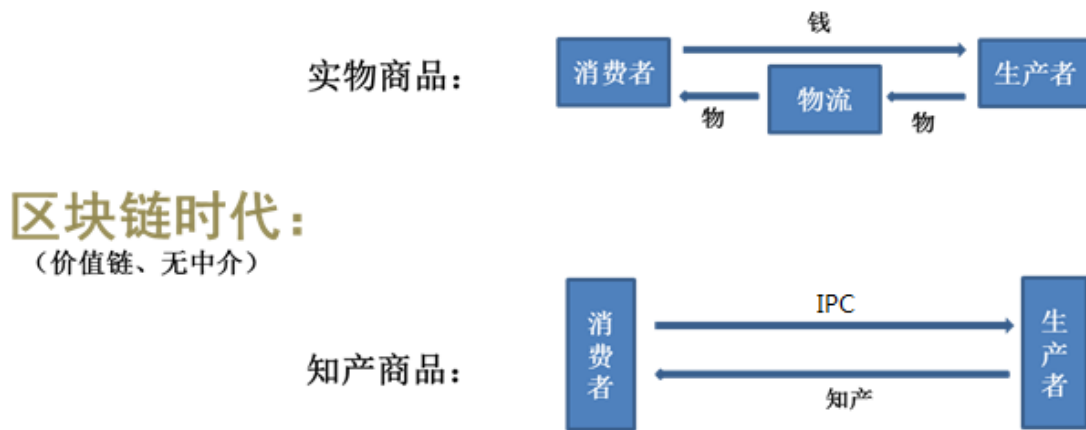 钱
实物商品：
消费者
物流
生产者
物
物
区块链时代：
（价值链、无中介）
IPC
消费者
生产者
知产商品：
知产